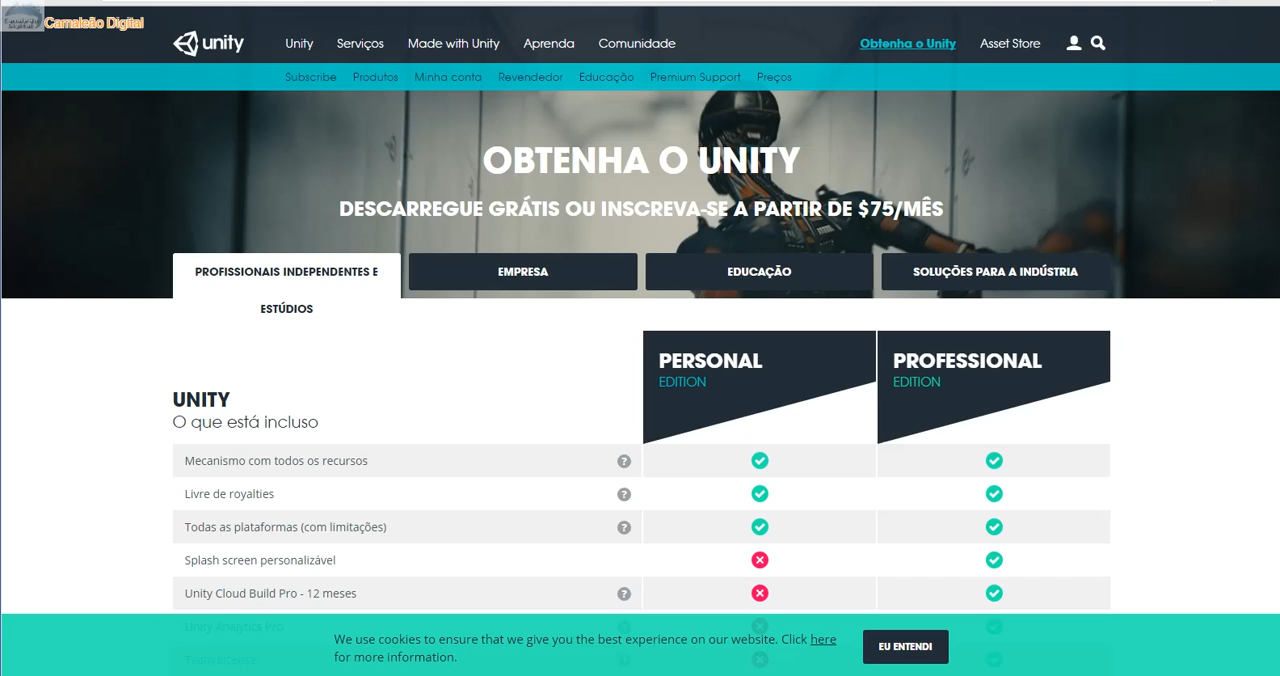 Camaleão Digital
unity
Unity Serviços Made with Unity Aprenda Comunidade Obtenha o Unity Asset Store
Subscribe Produtos Minha conta Revendedor Educação Premium Support Preços
OBTENHA O UNITY
DESCARREGUE GRÁTIS OU INSCREVA-SE A PARTIR DE $75/MÊS
PROFISSIONAIS INDEPENDENTES E
ESTÚDIOS
EMPRESA
EDUCAÇÃO
SOLUÇÕES PARA A INDÚSTRIA
PERSONAL
EDITION
PROFESSIONAL
EDITION
UNITY
O que está incluso
Mecanismo com todos os recursos ?
Livre de royalties ?
Todas as plataformas (com limitações) ?
Splash screen personalizável
Unity Cloud Build Pro - 12 meses ?
Unity Analytics Pro
We use cookies to ensure that we give you the best experience on our website. Click here
for more information.
EU ENTENDI